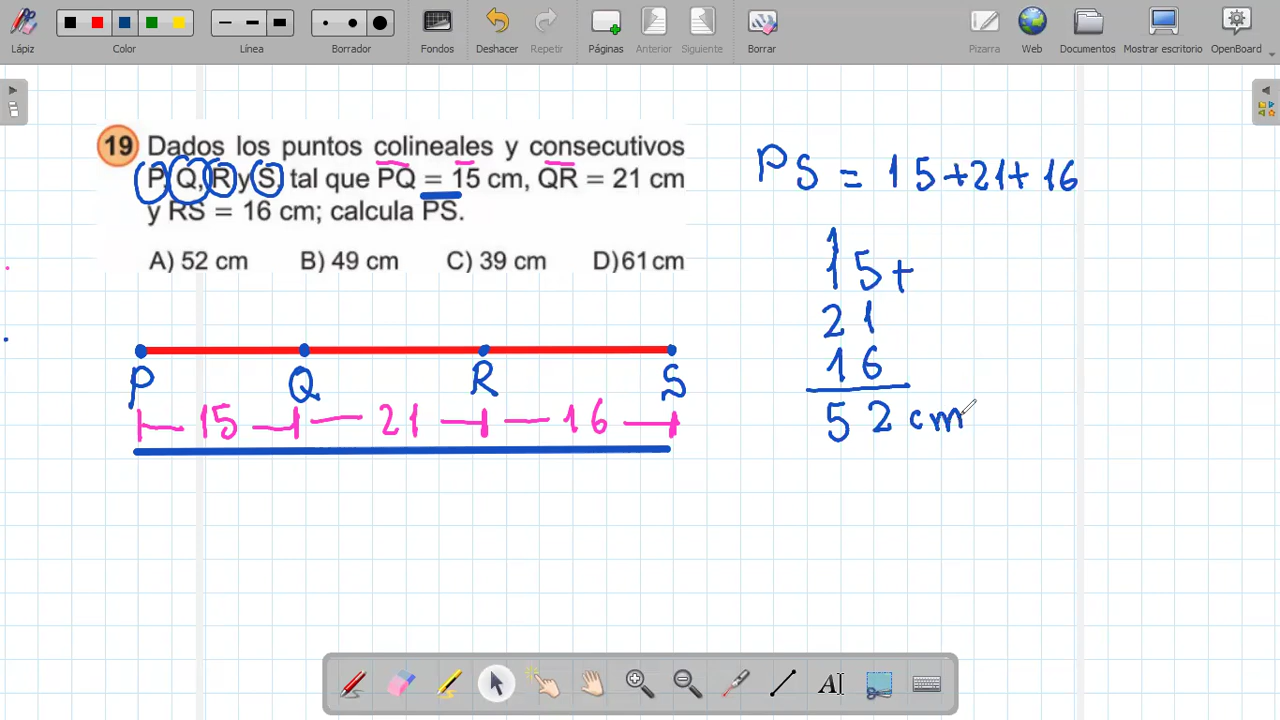 Lápiz Color Línea Borrador Fondos Deshacer Repetir Páginas Anterior Siguiente Borrar Pizarra Web Documentos Mostrar escritorio OpenBoard
19 Dados los puntos colineales y consecutivos
P, Q, R y S, tal que PQ = 15 cm, QR = 21 cm
y RS = 16 cm; calcula PS.
A) 52 cm B) 49 cm C) 39 cm D) 61 cm
P Q R S
15 21 16
PS = 15+21+16
1
15+
21
16
52 cm